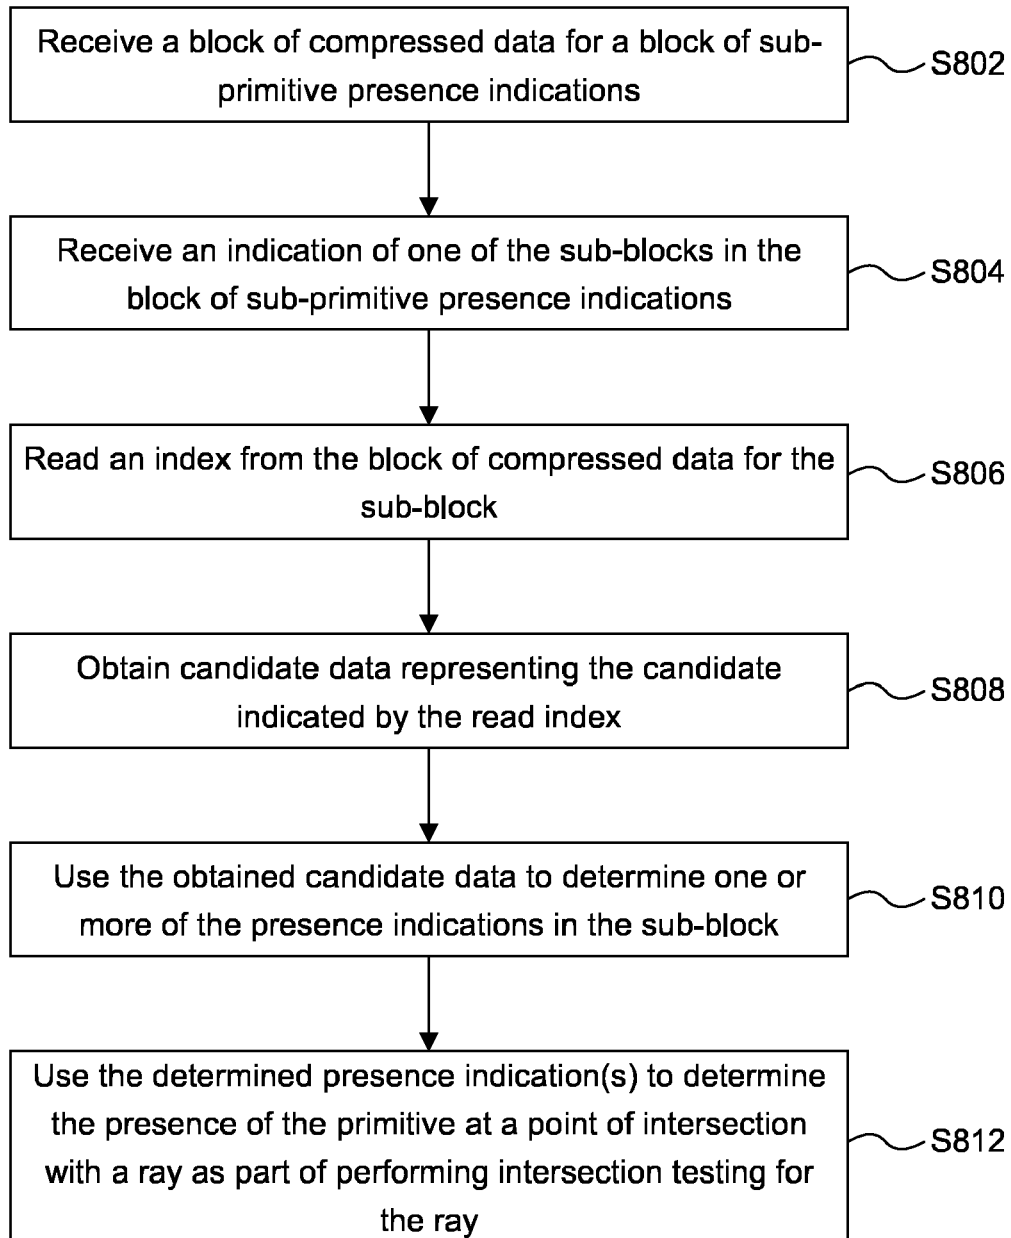 Receive a block of compressed data for a block of sub-
primitive presence indications
S802
Receive an indication of one of the sub-blocks in the
block of sub-primitive presence indications
S804
Read an index from the block of compressed data for the
sub-block
S806
Obtain candidate data representing the candidate
indicated by the read index
S808
Use the obtained candidate data to determine one or
more of the presence indications in the sub-block
S810
Use the determined presence indication(s) to determine
the presence of the primitive at a point of intersection
with a ray as part of performing intersection testing for
the ray
S812